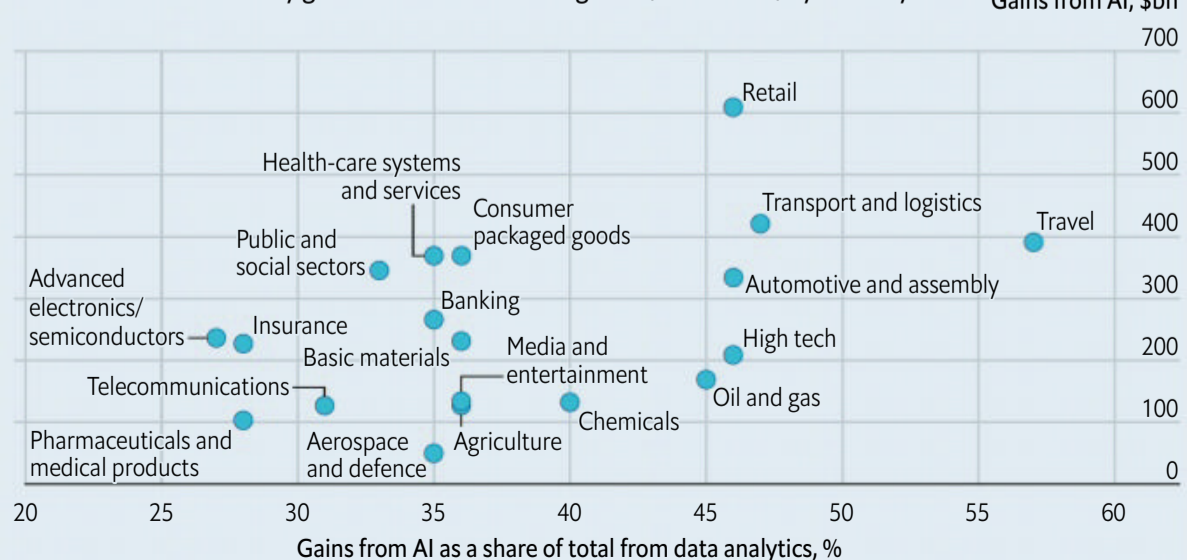 Gains from AI, $bn
700
Retail
600
Health-care systems
and services
500
Consumer
packaged goods
Transport and logistics
Travel
400
Public and
social sectors
Advanced
electronics/
semiconductors
Automotive and assembly
300
Banking
Insurance
Basic materials
Media and
entertainment
High tech
200
Telecommunications
Oil and gas
100
Chemicals
Pharmaceuticals and
medical products
Aerospace
and defence
Agriculture
0
20 25 30 35 40 45 50 55 60
Gains from AI as a share of total from data analytics, %